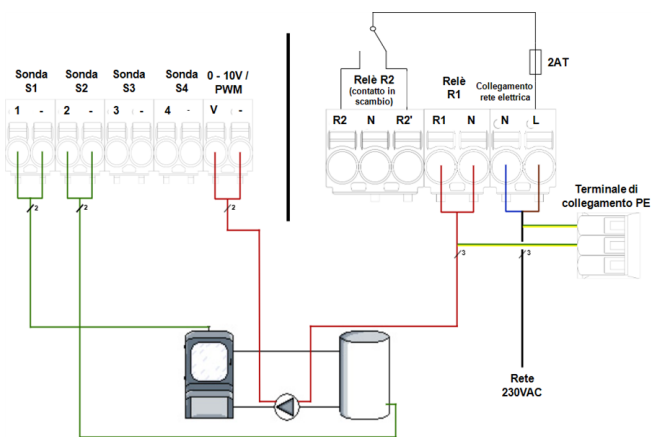 Sonda
S1
Sonda
S2
Sonda
S3
Sonda
S4
0 - 10V /
PWM
1 - 2 - 3 - 4 - V -
2
2
2
Relè R2
(contatto in
scambio)
Relè
R1
Collegamento
rete elettrica
2AT
R2 N R2' R1 N N L
3
3
Terminale di
collegamento PE
Rete
230VAC